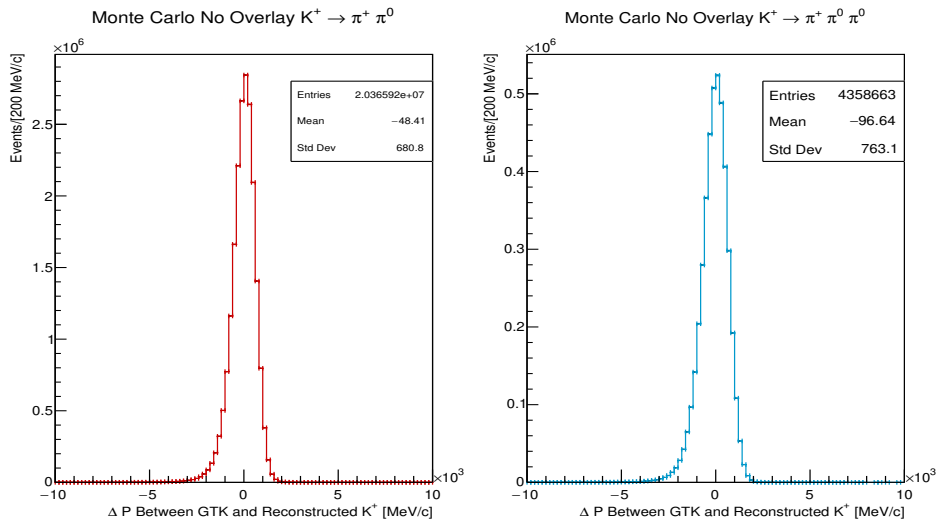 Monte Carlo No Overlay K⁺ → π⁺ π⁰
×10⁶
Events/[200 MeV/c]
Entries 2.036592e+07
Mean −48.41
Std Dev 680.8
2.5
2
1.5
1
0.5
0
−10 −5 0 5 10
×10³
Δ P Between GTK and Reconstructed K⁺ [MeV/c]
Monte Carlo No Overlay K⁺ → π⁺ π⁰ π⁰
×10⁶
Events/[200 MeV/c]
Entries 4358663
Mean −96.64
Std Dev 763.1
0.5
0.4
0.3
0.2
0.1
0
−10 −5 0 5 10
×10³
Δ P Between GTK and Reconstructed K⁺ [MeV/c]